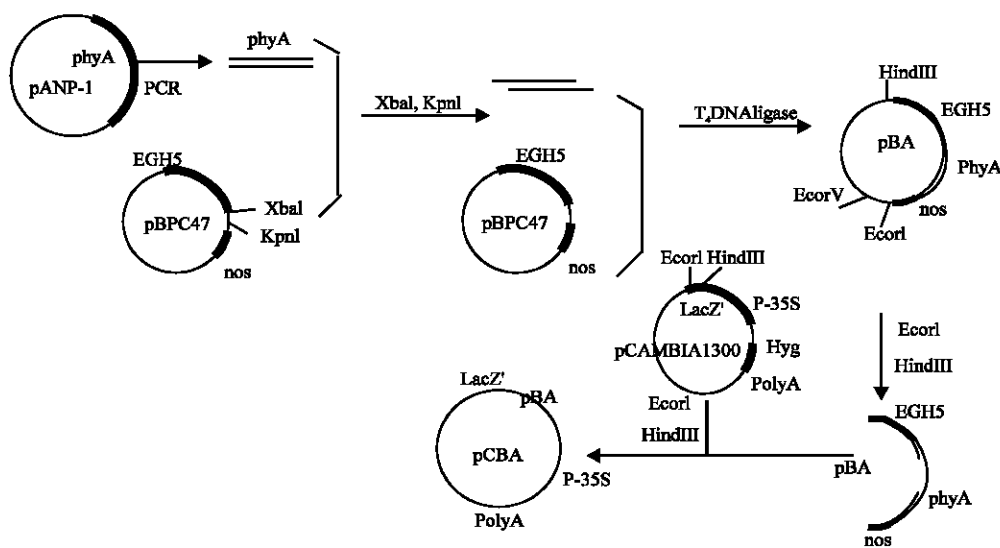 phyA
pANP-1
PCR
phyA
EGH5
pBPC47
XbaI
KpnI
nos
XbaI, KpnI
EGH5
pBPC47
nos
T4DNAligase
HindIII
EGH5
pBA
PhyA
EcorV
nos
EcorI
EcorI HindIII
LacZ'
P-35S
pCAMBIA1300
Hyg
PolyA
EcorI
HindIII
EcorI
HindIII
EGH5
pBA
phyA
nos
LacZ'
pBA
pCBA
P-35S
PolyA